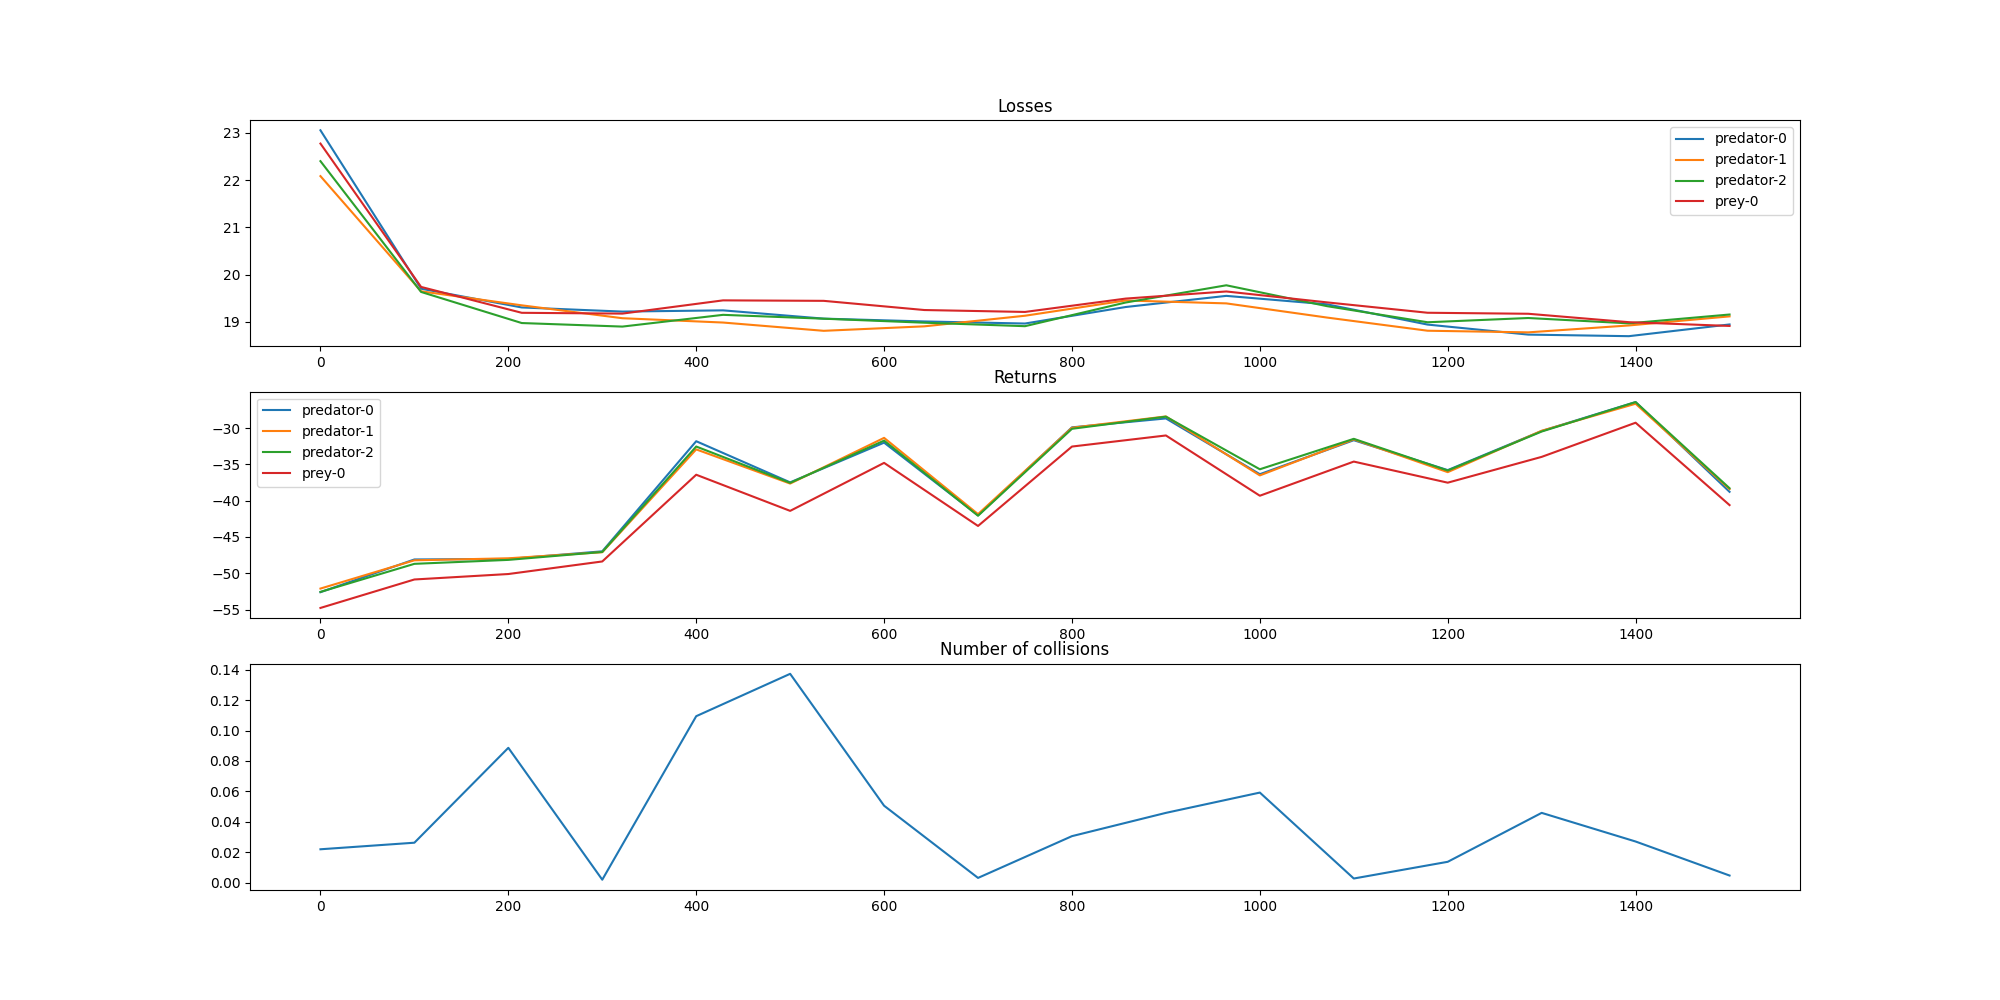 Losses
23
22
21
20
19
predator-0
predator-1
predator-2
prey-0
0 200 400 600 800 1000 1200 1400
Returns
−30
−35
−40
−45
−50
−55
predator-0
predator-1
predator-2
prey-0
0 200 400 600 800 1000 1200 1400
Number of collisions
0.14
0.12
0.10
0.08
0.06
0.04
0.02
0.00
0 200 400 600 800 1000 1200 1400